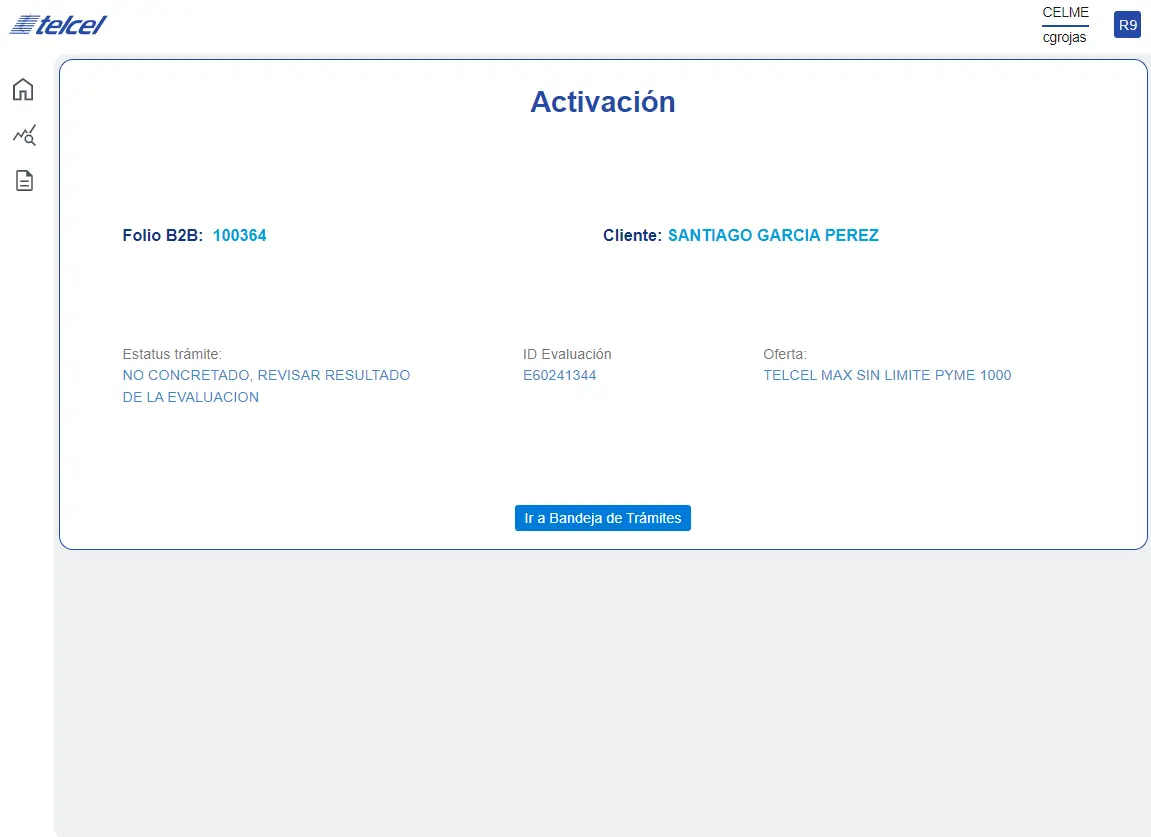 telcel
CELME
cgrojas
R9
Activación
Folio B2B: 100364
Cliente: SANTIAGO GARCIA PEREZ
Estatus trámite:
NO CONCRETADO, REVISAR RESULTADO
DE LA EVALUACION
ID Evaluación
E60241344
Oferta:
TELCEL MAX SIN LIMITE PYME 1000
Ir a Bandeja de Trámites